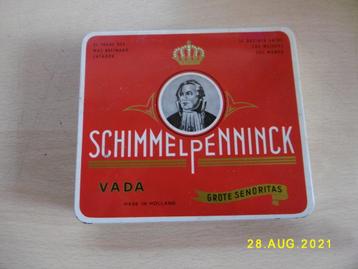 SCHIMMELPENNINCK
VADA
MADE IN HOLLAND
GROTE SENORITAS
28.AUG.2021